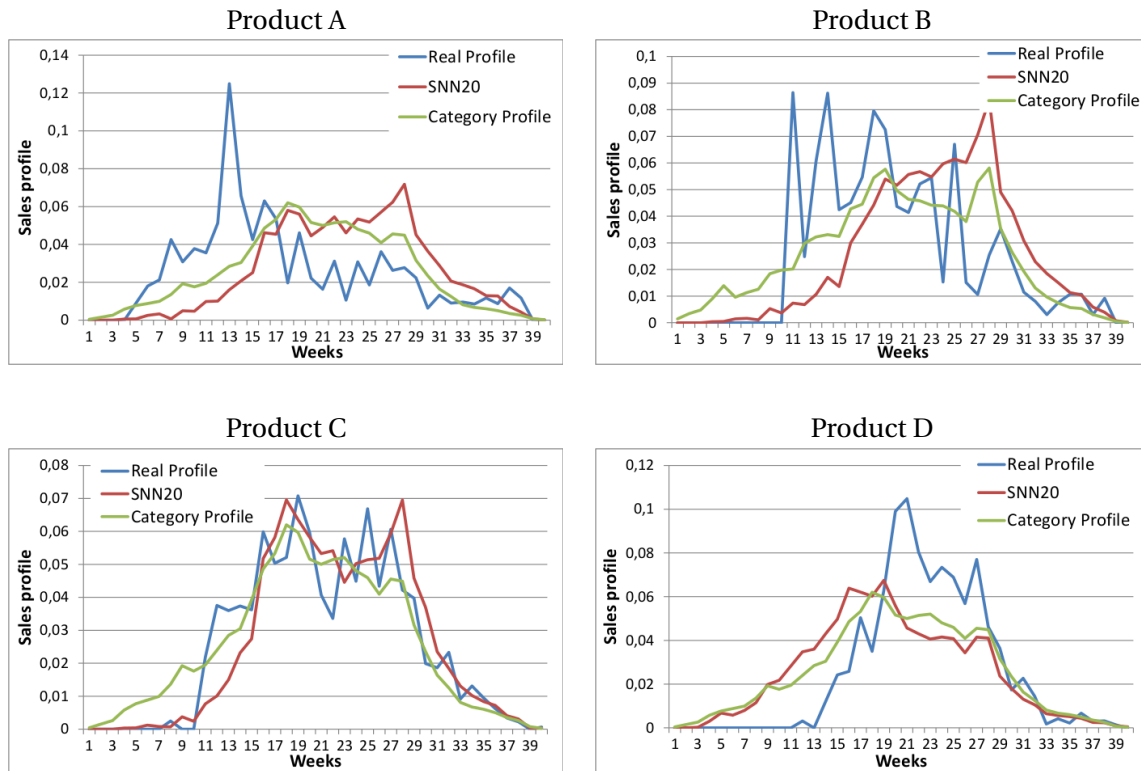 Product A
0,14
0,12
0,1
0,08
0,06
0,04
0,02
0
Sales profile
Real Profile
SNN20
Category Profile
1 3 5 7 9 11 13 15 17 19 21 23 25 27 29 31 33 35 37 39
Weeks
Product B
0,1
0,09
0,08
0,07
0,06
0,05
0,04
0,03
0,02
0,01
0
Sales profile
Real Profile
SNN20
Category Profile
1 3 5 7 9 11 13 15 17 19 21 23 25 27 29 31 33 35 37 39
Weeks
Product C
0,08
0,07
0,06
0,05
0,04
0,03
0,02
0,01
0
Sales profile
Real Profile
SNN20
Category Profile
1 3 5 7 9 11 13 15 17 19 21 23 25 27 29 31 33 35 37 39
Weeks
Product D
0,12
0,1
0,08
0,06
0,04
0,02
0
Sales profile
Real Profile
SNN20
Category Profile
1 3 5 7 9 11 13 15 17 19 21 23 25 27 29 31 33 35 37 39
Weeks